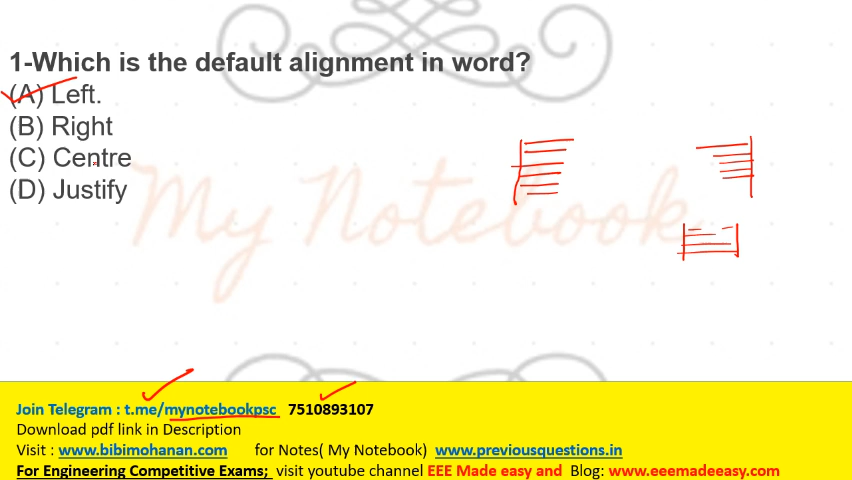 1-Which is the default alignment in word?
(A) Left.
(B) Right
(C) Centre
(D) Justify
My Notebook
Join Telegram : t.me/mynotebookpsc 7510893107
Download pdf link in Description
Visit : www.bibimohanan.com for Notes( My Notebook) www.previousquestions.in
For Engineering Competitive Exams; visit youtube channel EEE Made easy and Blog: www.eeemadeeasy.com